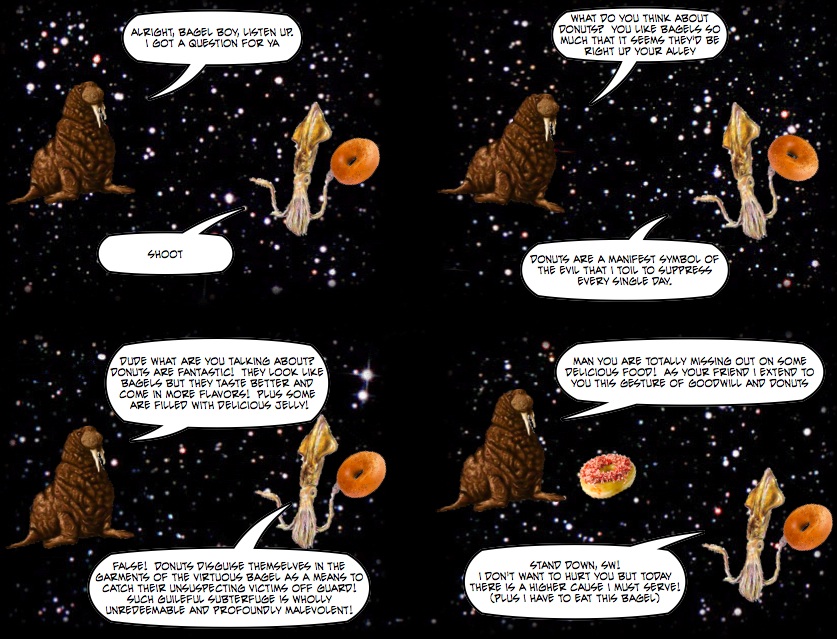 ALRIGHT, BAGEL BOY, LISTEN UP.
I GOT A QUESTION FOR YA
SHOOT
WHAT DO YOU THINK ABOUT
DONUTS? YOU LIKE BAGELS SO
MUCH THAT IT SEEMS THEY'D BE
RIGHT UP YOUR ALLEY
DONUTS ARE A MANIFEST SYMBOL OF
THE EVIL THAT I TOIL TO SUPPRESS
EVERY SINGLE DAY.
DUDE WHAT ARE YOU TALKING ABOUT?
DONUTS ARE FANTASTIC! THEY LOOK LIKE
BAGELS BUT THEY TASTE BETTER AND
COME IN MORE FLAVORS! PLUS SOME
ARE FILLED WITH DELICIOUS JELLY!
FALSE! DONUTS DISGUISE THEMSELVES IN THE
GARMENTS OF THE VIRTUOUS BAGEL AS A MEANS TO
CATCH THEIR UNSUSPECTING VICTIMS OFF GUARD!
SUCH GUILEFUL SUBTERFUGE IS WHOLLY
UNREDEEMABLE AND PROFOUNDLY MALEVOLENT!
MAN YOU ARE TOTALLY MISSING OUT ON SOME
DELICIOUS FOOD! AS YOUR FRIEND I EXTEND TO
YOU THIS GESTURE OF GOODWILL AND DONUTS
STAND DOWN, SW!
I DON'T WANT TO HURT YOU BUT TODAY
THERE IS A HIGHER CAUSE I MUST SERVE!
(PLUS I HAVE TO EAT THIS BAGEL)